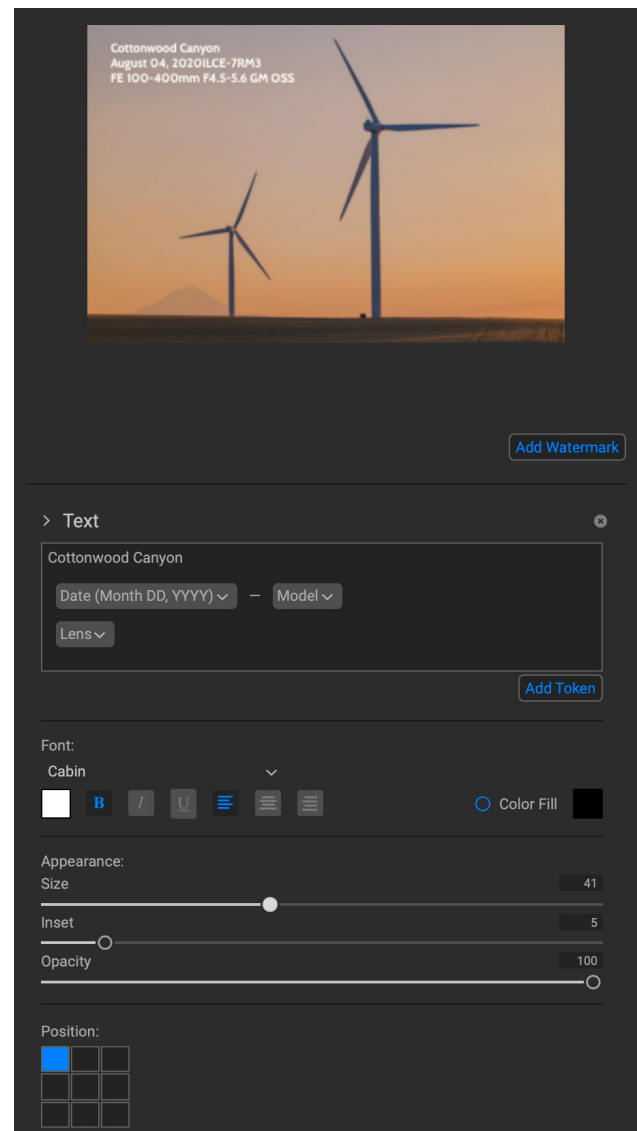 Cottonwood Canyon
August 04, 2020ILCE-7RM3
FE 100-400mm F4.5-5.6 GM OSS
Add Watermark
> Text
Cottonwood Canyon
Date (Month DD, YYYY) — Model
Lens
Add Token
Font:
Cabin
B I U Color Fill
Appearance:
Size 41
Inset 5
Opacity 100
Position: